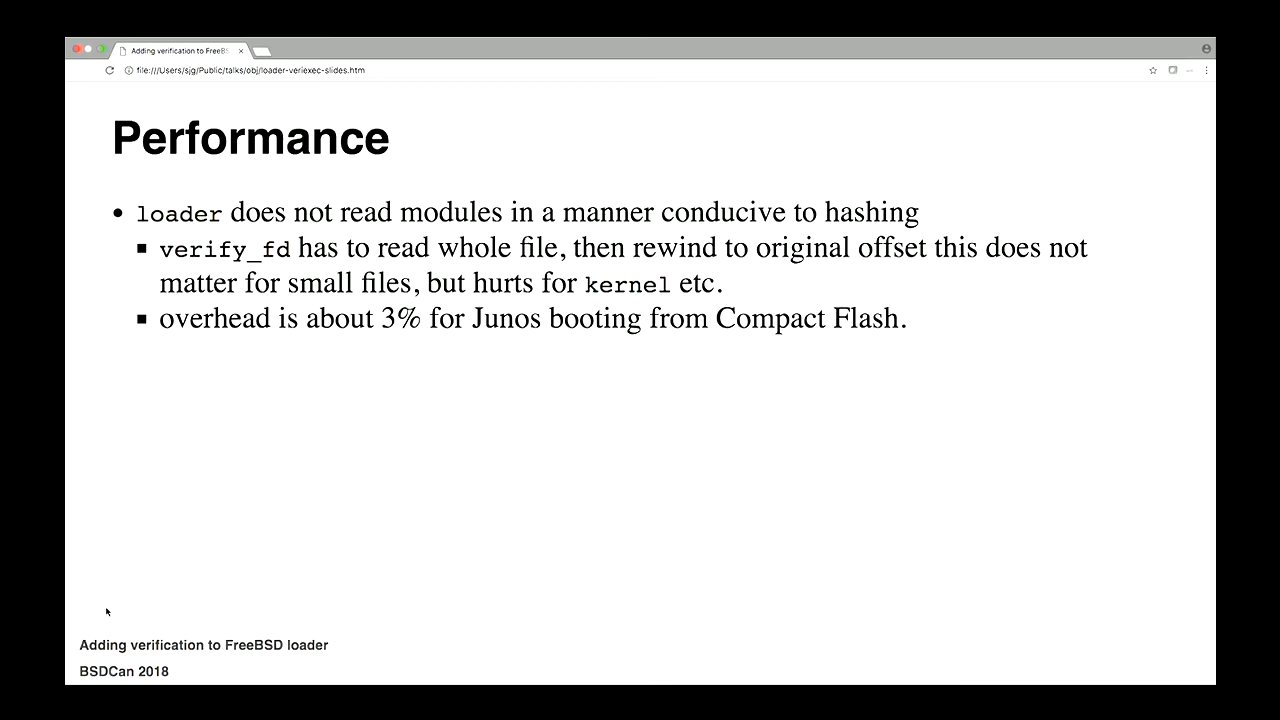 Adding verification to FreeBS
file:///Users/sjg/Public/talks/obj/loader-veriexec-slides.htm
Performance
• loader does not read modules in a manner conducive to hashing
▪ verify_fd has to read whole file, then rewind to original offset this does not
matter for small files, but hurts for kernel etc.
▪ overhead is about 3% for Junos booting from Compact Flash.
Adding verification to FreeBSD loader
BSDCan 2018